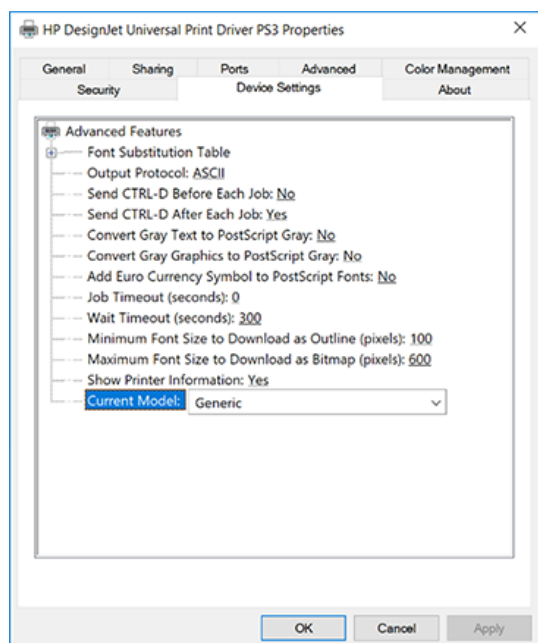 HP DesignJet Universal Print Driver PS3 Properties
General Sharing Ports Advanced Color Management
Security Device Settings About
Advanced Features
Font Substitution Table
Output Protocol: ASCII
Send CTRL-D Before Each Job: No
Send CTRL-D After Each Job: Yes
Convert Gray Text to PostScript Gray: No
Convert Gray Graphics to PostScript Gray: No
Add Euro Currency Symbol to PostScript Fonts: No
Job Timeout (seconds): 0
Wait Timeout (seconds): 300
Minimum Font Size to Download as Outline (pixels): 100
Maximum Font Size to Download as Bitmap (pixels): 600
Show Printer Information: Yes
Current Model: Generic
OK Cancel Apply